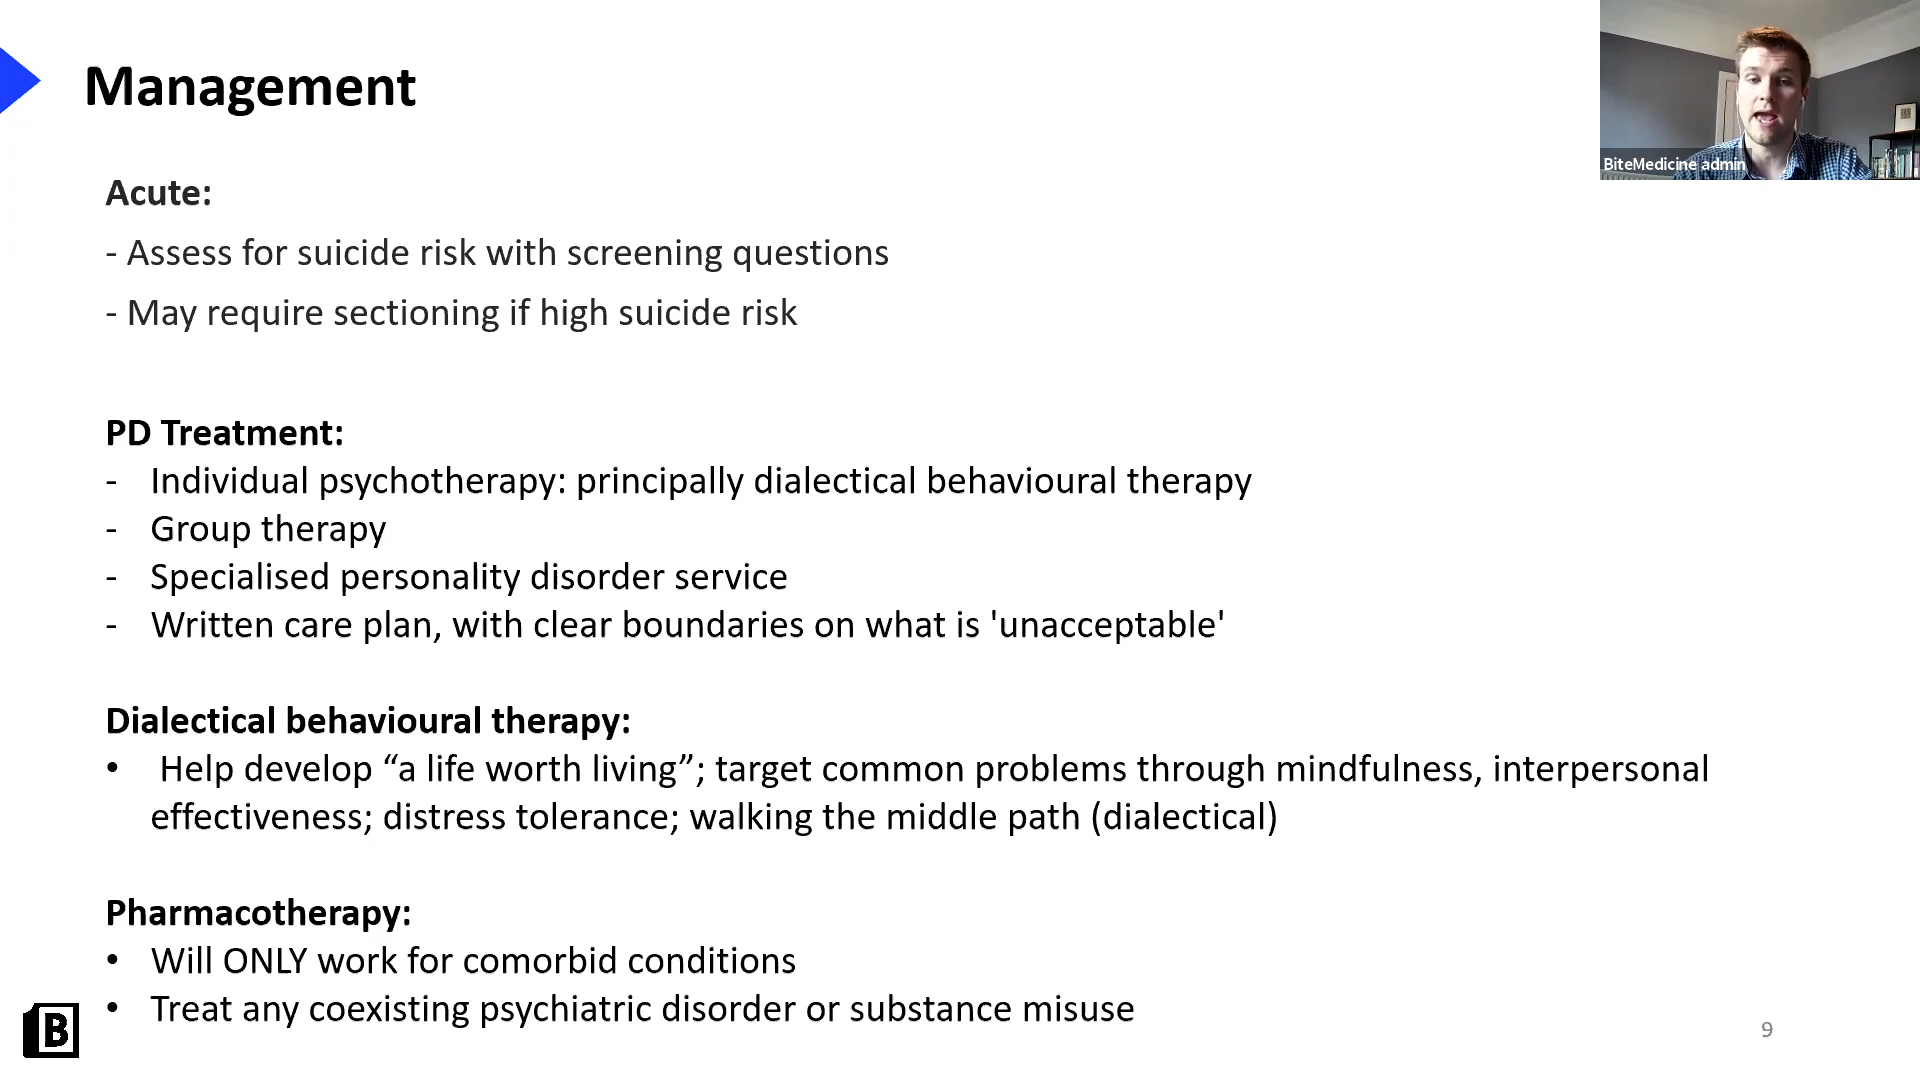 Management
BiteMedicine admin
Acute:
- Assess for suicide risk with screening questions
- May require sectioning if high suicide risk
PD Treatment:
- Individual psychotherapy: principally dialectical behavioural therapy
- Group therapy
- Specialised personality disorder service
- Written care plan, with clear boundaries on what is 'unacceptable'
Dialectical behavioural therapy:
• Help develop “a life worth living”; target common problems through mindfulness, interpersonal
effectiveness; distress tolerance; walking the middle path (dialectical)
Pharmacotherapy:
• Will ONLY work for comorbid conditions
• Treat any coexisting psychiatric disorder or substance misuse
B
9